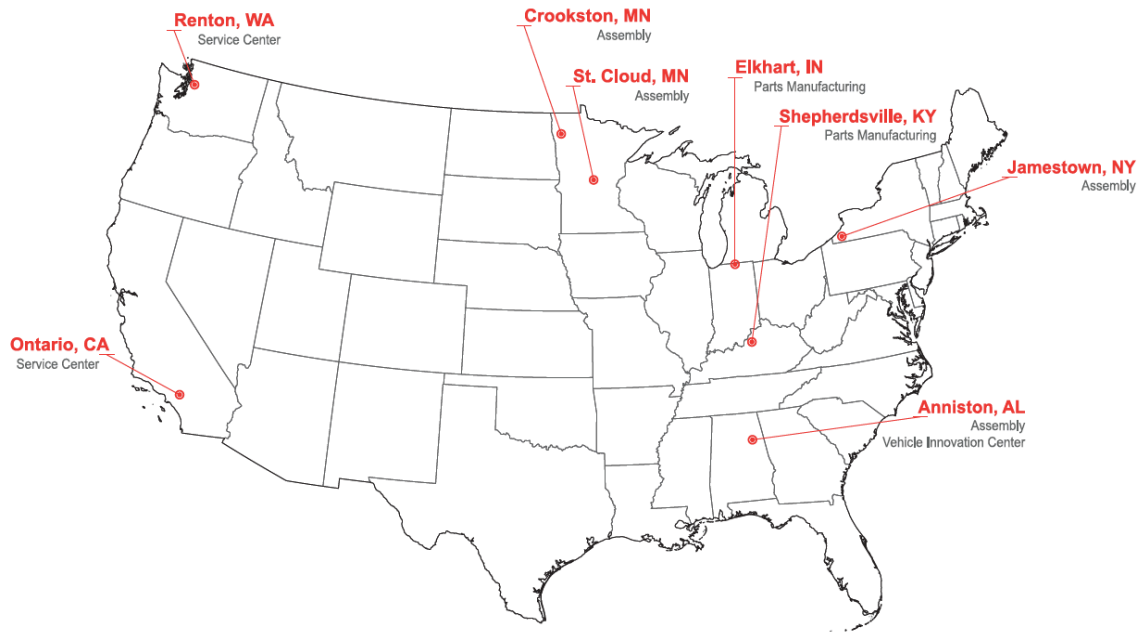 Renton, WA
Service Center
Crookston, MN
Assembly
St. Cloud, MN
Assembly
Elkhart, IN
Parts Manufacturing
Shepherdsville, KY
Parts Manufacturing
Jamestown, NY
Assembly
Ontario, CA
Service Center
Anniston, AL
Assembly
Vehicle Innovation Center